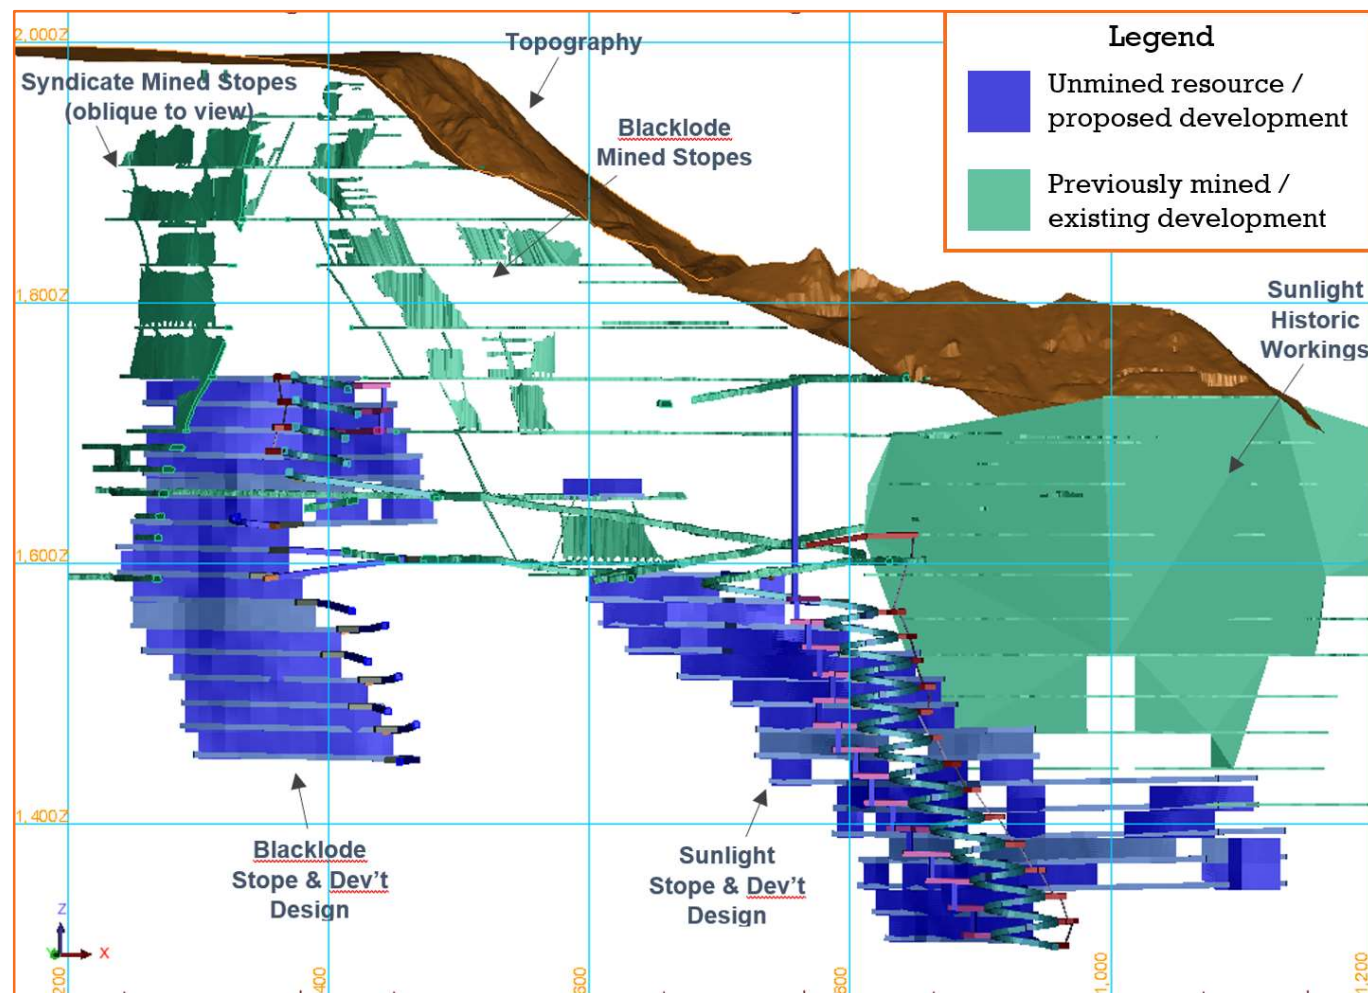 2,000Z
Topography
Syndicate Mined Stopes
(oblique to view)
Blacklode
Mined Stopes
Legend
Unmined resource /
proposed development
Previously mined /
existing development
1,800Z
Sunlight
Historic
Workings
1,600Z
1,400Z
Blacklode
Stope & Dev't
Design
Sunlight
Stope & Dev't
Design
Z
X
200
400
600
800
1,000
1,200